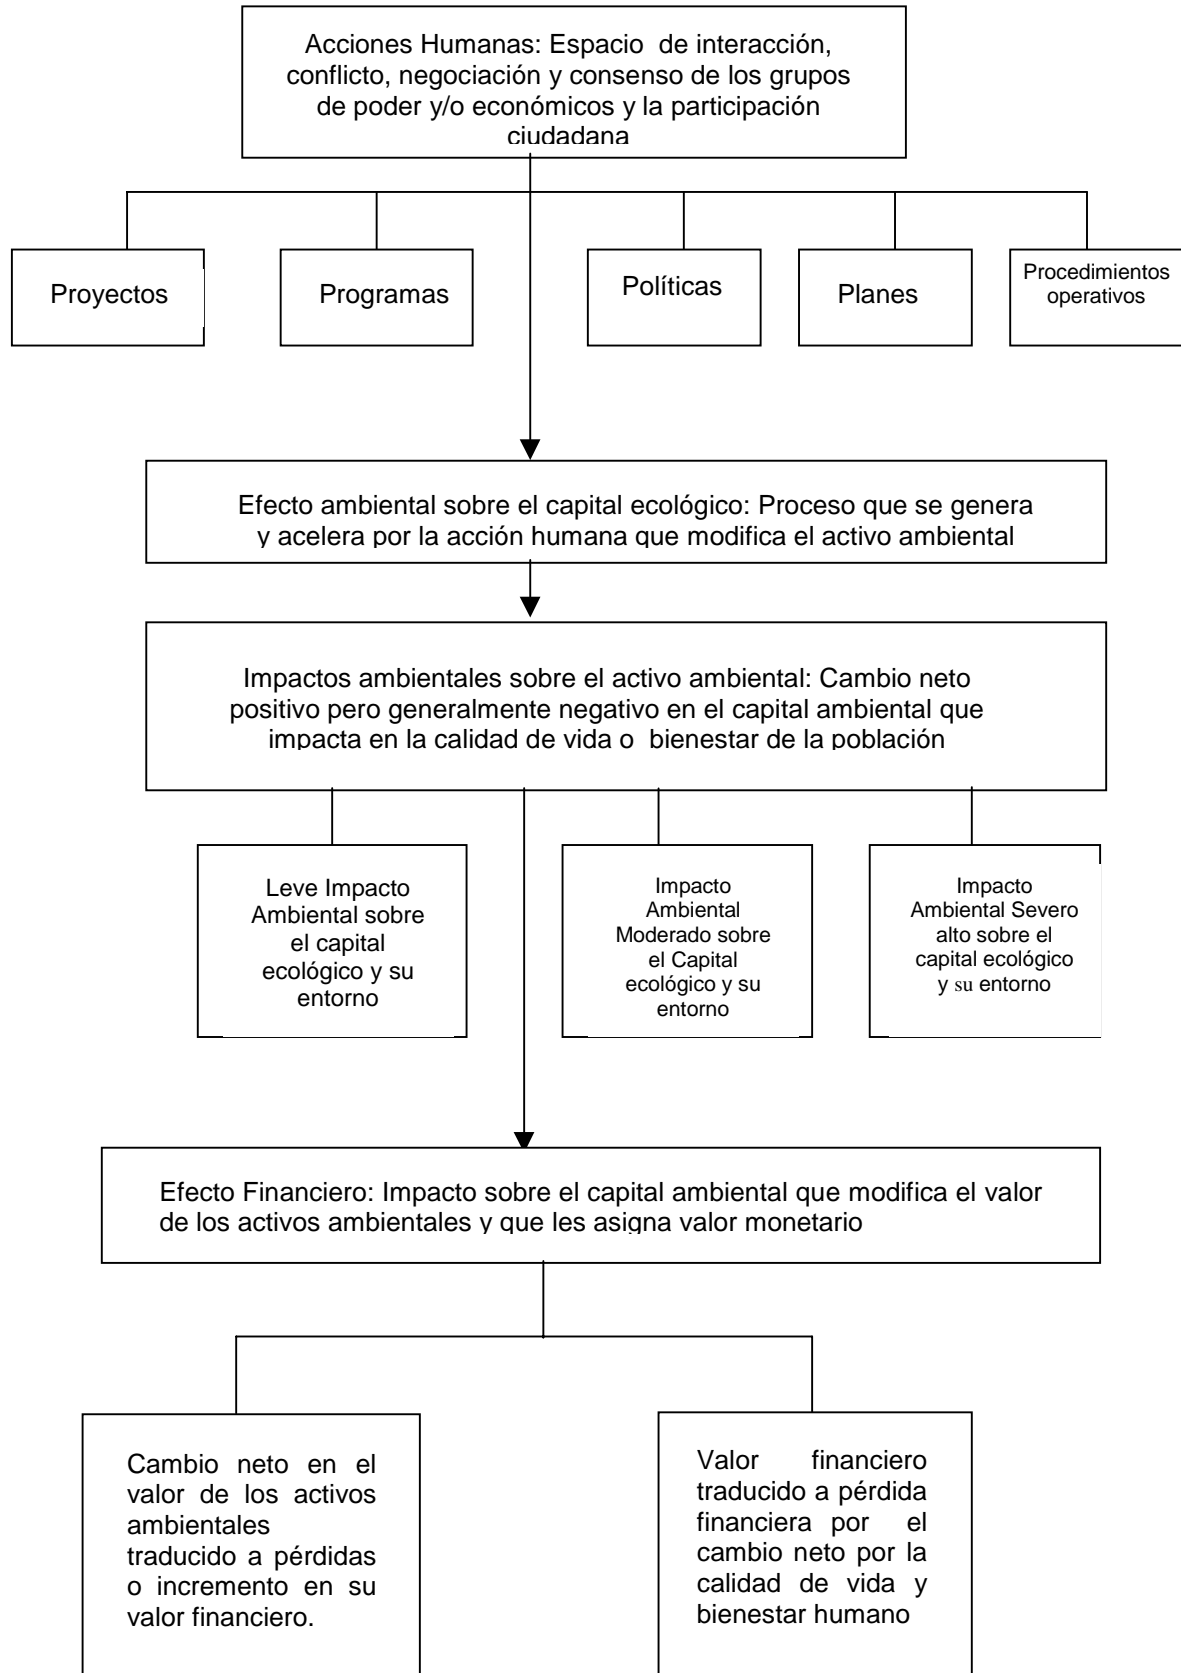 Acciones Humanas: Espacio de interacción,
conflicto, negociación y consenso de los grupos
de poder y/o económicos y la participación
ciudadana
Proyectos
Programas
Políticas
Planes
Procedimientos
operativos
Efecto ambiental sobre el capital ecológico: Proceso que se genera
y acelera por la acción humana que modifica el activo ambiental
Impactos ambientales sobre el activo ambiental: Cambio neto
positivo pero generalmente negativo en el capital ambiental que
impacta en la calidad de vida o bienestar de la población
Leve Impacto
Ambiental sobre
el capital
ecológico y su
entorno
Impacto
Ambiental
Moderado sobre
el Capital
ecológico y su
entorno
Impacto
Ambiental Severo
alto sobre el
capital ecológico
y su entorno
Efecto Financiero: Impacto sobre el capital ambiental que modifica el valor
de los activos ambientales y que les asigna valor monetario
Cambio neto en el
valor de los activos
ambientales
traducido a pérdidas
o incremento en su
valor financiero.
Valor financiero
traducido a pérdida
financiera por el
cambio neto por la
calidad de vida y
bienestar humano